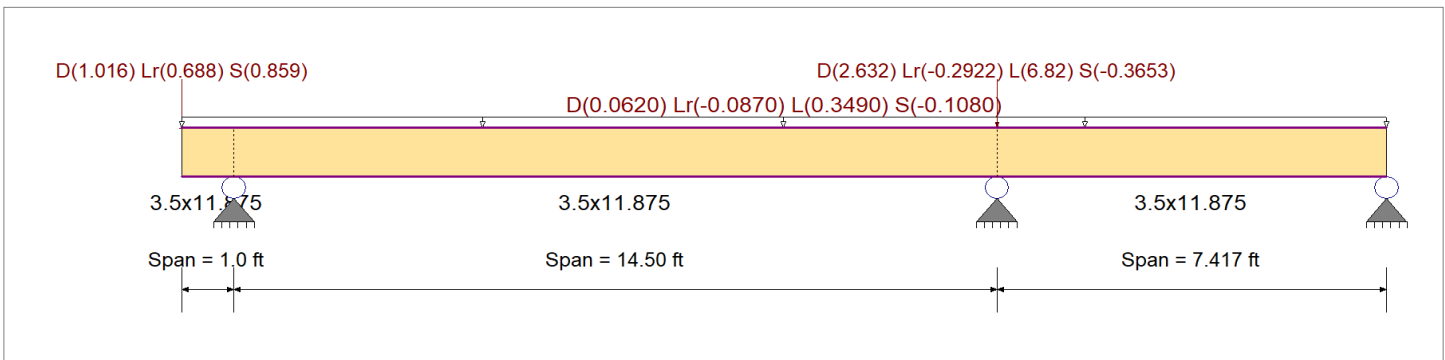 D(1.016) Lr(0.688) S(0.859)
D(2.632) Lr(-0.2922) L(6.82) S(-0.3653)
D(0.0620) Lr(-0.0870) L(0.3490) S(-0.1080)
3.5x11.875
3.5x11.875
3.5x11.875
Span = 1.0 ft
Span = 14.50 ft
Span = 7.417 ft